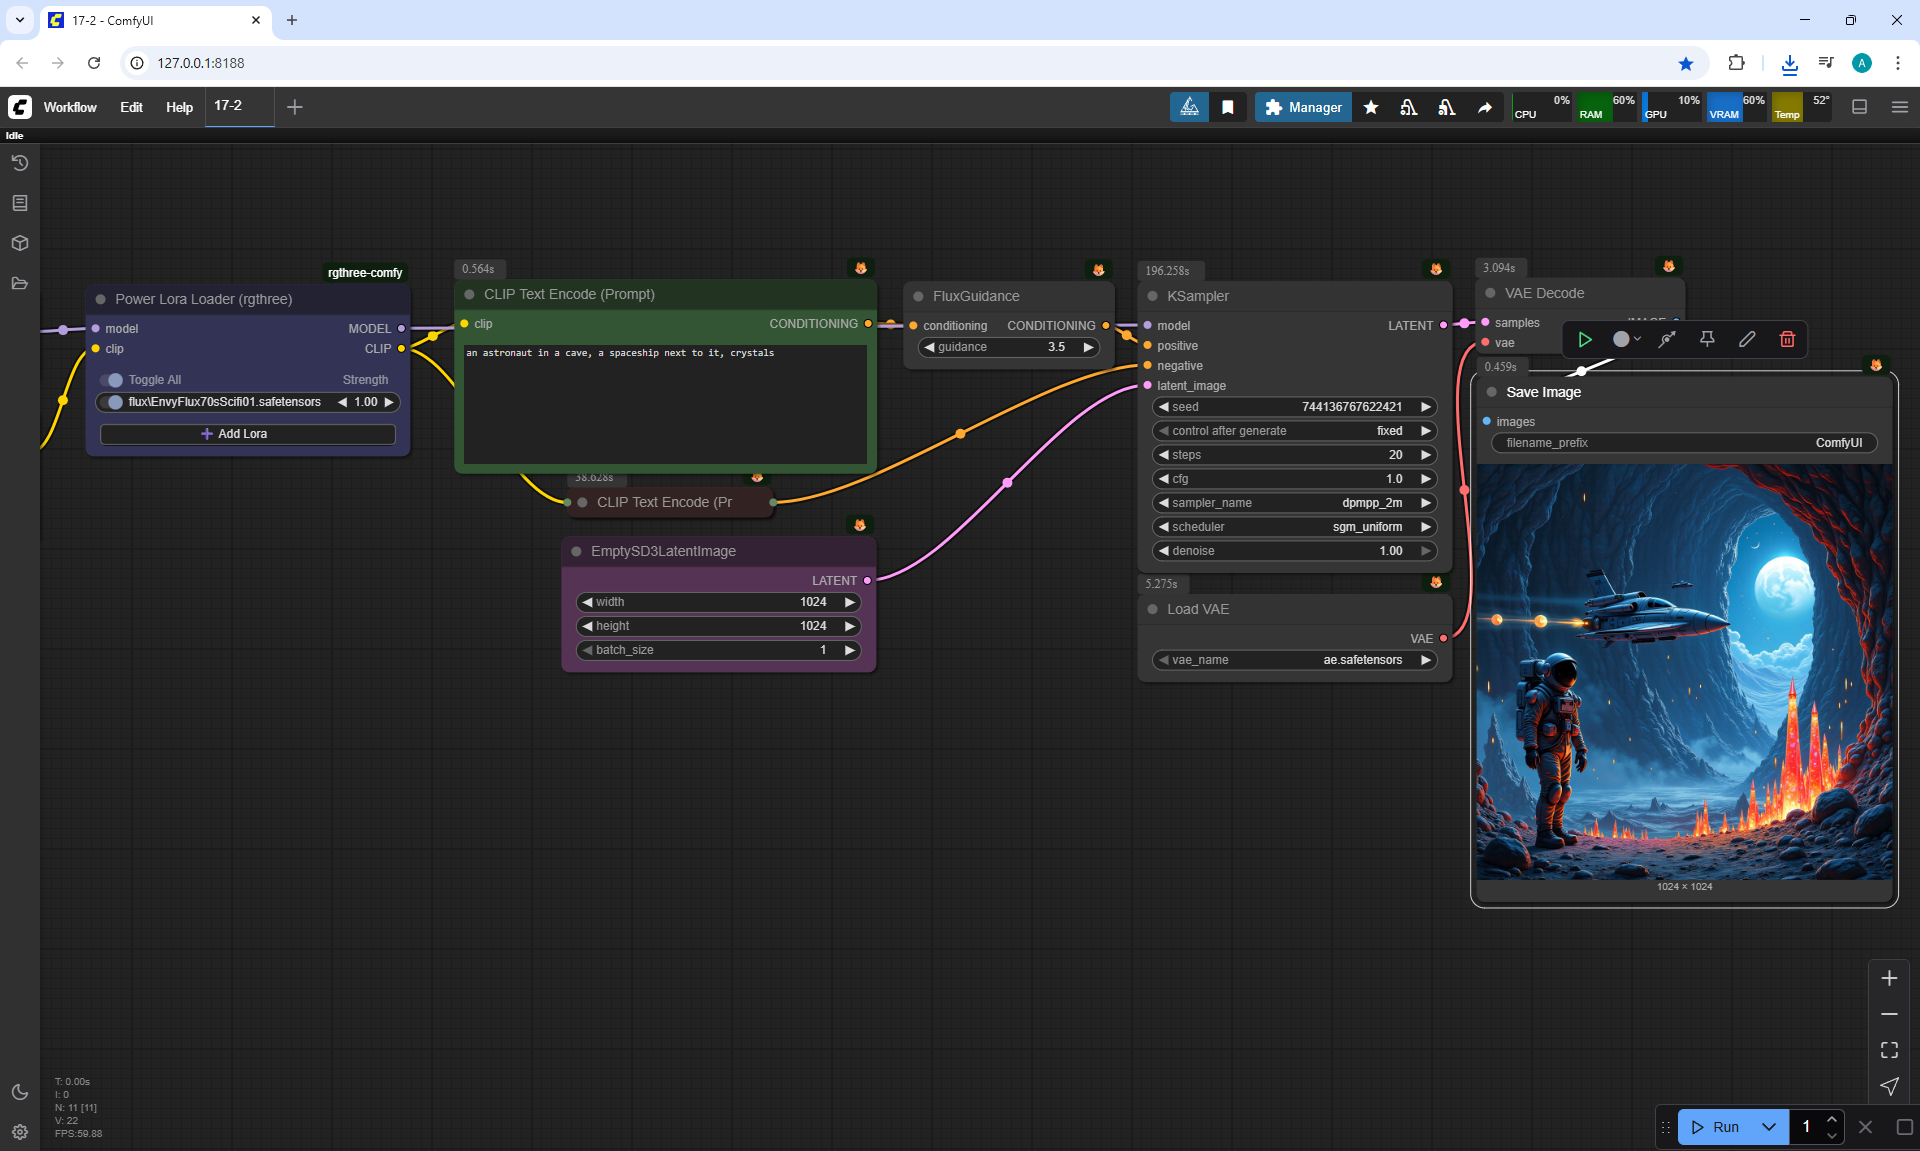 17-2 - ComfyUI
127.0.0.1:8188
A
Workflow
Edit
Help
17-2
Manager
CPU 0%
RAM 60%
GPU 10%
VRAM 60%
Temp 52°
Idle
rgthree-comfy
Power Lora Loader (rgthree)
model MODEL
clip CLIP
Toggle All Strength
flux\EnvyFlux70sScifi01.safetensors 1.00
Add Lora
0.564s
CLIP Text Encode (Prompt)
clip CONDITIONING
an astronaut in a cave, a spaceship next to it, crystals
38.628s
CLIP Text Encode (Pr
EmptySD3LatentImage
LATENT
width 1024
height 1024
batch_size 1
FluxGuidance
conditioning CONDITIONING
guidance 3.5
196.258s
KSampler
model LATENT
positive
negative
latent_image
seed 744136767622421
control after generate fixed
steps 20
cfg 1.0
sampler_name dpmpp_2m
scheduler sgm_uniform
denoise 1.00
5.275s
Load VAE
VAE
vae_name ae.safetensors
3.094s
VAE Decode
samples IMAGE
vae
0.459s
Save Image
images
filename_prefix ComfyUI
1024 × 1024
T: 0.00s
I: 0
N: 11 [11]
V: 22
FPS:59.88
Run
1